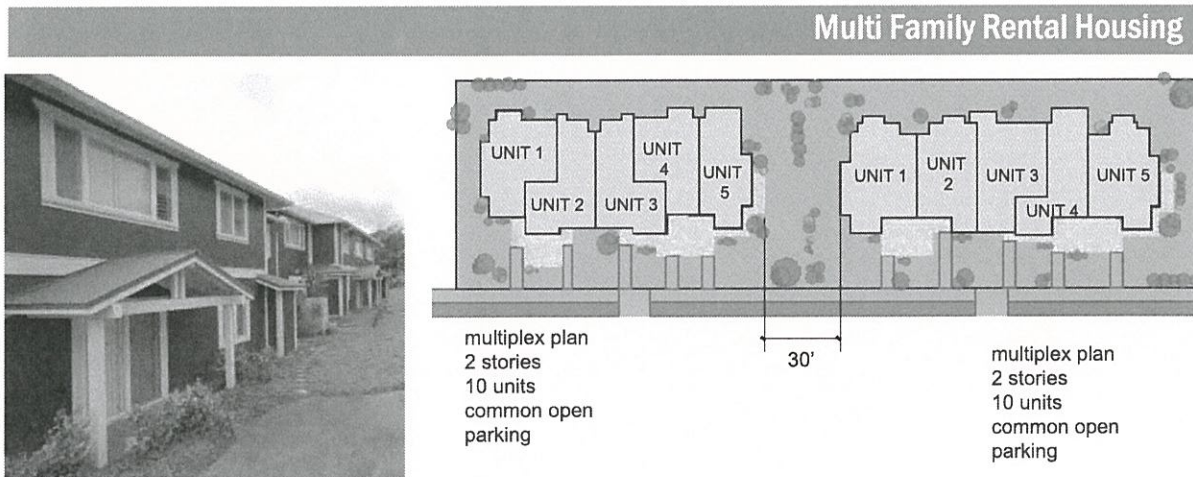 Multi Family Rental Housing
UNIT 1
UNIT 2
UNIT 3
UNIT
4
UNIT
5
UNIT 1
UNIT
2
UNIT 3
UNIT 4
UNIT 5
30'
multiplex plan
2 stories
10 units
common open
parking
multiplex plan
2 stories
10 units
common open
parking